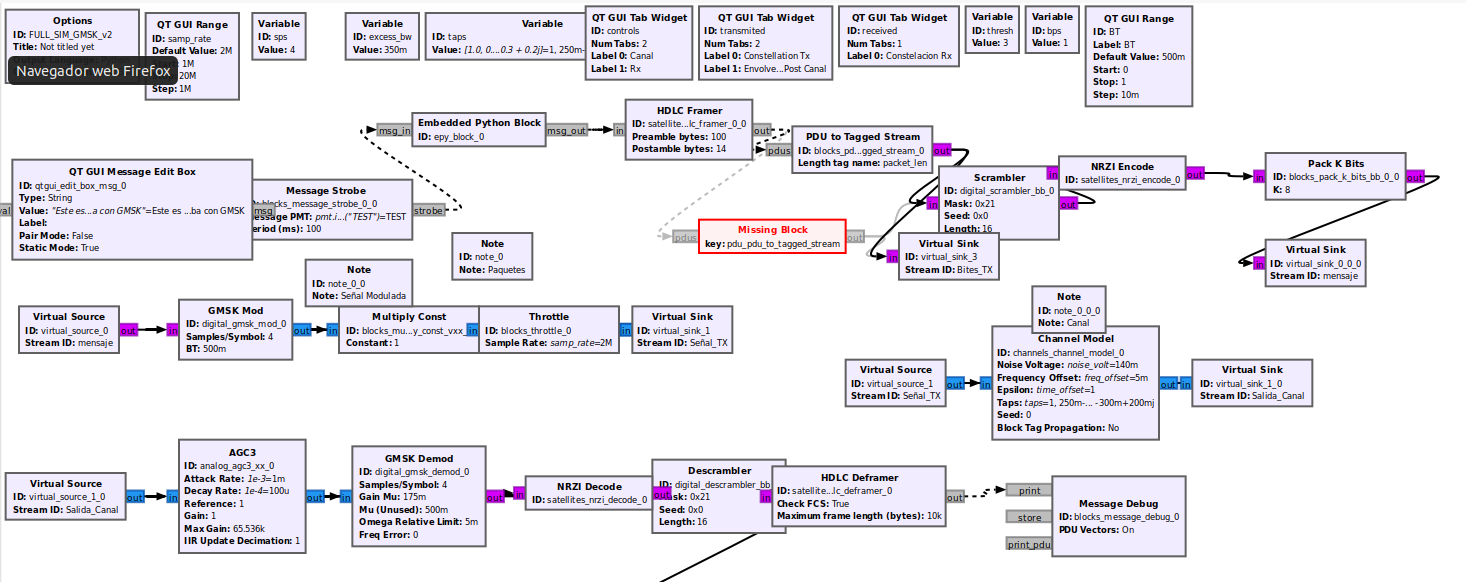 Options
ID: FULL_SIM_GMSK_v2
Title: Not titled yet
Navegador web Firefox
QT GUI Range
ID: samp_rate
Default Value: 2M
1M
20M
Step: 1M
Variable
ID: sps
Value: 4
Variable
ID: excess_bw
Value: 350m
Variable
ID: taps
Value: [1.0, 0....0.3 + 0.2j]=1, 250m-
QT GUI Tab Widget
ID: controls
Num Tabs: 2
Label 0: Canal
Label 1: Rx
QT GUI Tab Widget
ID: transmited
Num Tabs: 2
Label 0: Constellation Tx
Label 1: Envolve...Post Canal
QT GUI Tab Widget
ID: received
Num Tabs: 1
Label 0: Constelacion Rx
Variable
ID: thresh
Value: 3
Variable
ID: bps
Value: 1
QT GUI Range
ID: BT
Label: BT
Default Value: 500m
Start: 0
Stop: 1
Step: 10m
msg_in
Embedded Python Block
ID: epy_block_0
msg_out
in
HDLC Framer
ID: satellite...lc_framer_0_0
Preamble bytes: 100
Postamble bytes: 14
out
pdus
PDU to Tagged Stream
ID: blocks_pd...gged_stream_0
Length tag name: packet_len
out
in
Scrambler
ID: digital_scrambler_bb_0
Mask: 0x21
Seed: 0x0
Length: 16
out
in
NRZI Encode
ID: satellites_nrzi_encode_0
out
in
Pack K Bits
ID: blocks_pack_k_bits_bb_0_0
K: 8
out
QT GUI Message Edit Box
ID: qtgui_edit_box_msg_0
Type: String
Value: "Este es...a con GMSK"=Este es ...ba con GMSK
Label:
Pair Mode: False
Static Mode: True
val
msg
Message Strobe
blocks_message_strobe_0_0
essage PMT: pmt.i...("TEST")=TEST
eriod (ms): 100
strobe
Note
ID: note_0
Note: Paquetes
pdus
Missing Block
key: pdu_pdu_to_tagged_stream
out
in
Virtual Sink
ID: virtual_sink_3
Stream ID: Bites_TX
in
Virtual Sink
ID: virtual_sink_0_0_0
Stream ID: mensaje
Note
ID: note_0_0
Note: Señal Modulada
Virtual Source
ID: virtual_source_0
Stream ID: mensaje
out
in
GMSK Mod
ID: digital_gmsk_mod_0
Samples/Symbol: 4
BT: 500m
out
in
Multiply Const
ID: blocks_mu...y_const_vxx
Constant: 1
in
Throttle
ID: blocks_throttle_0
Sample Rate: samp_rate=2M
in
Virtual Sink
ID: virtual_sink_1
Stream ID: Señal_TX
Note
ID: note_0_0_0
Note: Canal
Virtual Source
ID: virtual_source_1
Stream ID: Señal_TX
out
in
Channel Model
ID: channels_channel_model_0
Noise Voltage: noise_volt=140m
Frequency Offset: freq_offset=5m
Epsilon: time_offset=1
Taps: taps=1, 250m-... -300m+200mj
Seed: 0
Block Tag Propagation: No
out
in
Virtual Sink
ID: virtual_sink_1_0
Stream ID: Salida_Canal
Virtual Source
ID: virtual_source_1_0
Stream ID: Salida_Canal
out
in
AGC3
ID: analog_agc3_xx_0
Attack Rate: 1e-3=1m
Decay Rate: 1e-4=100u
Reference: 1
Gain: 1
Max Gain: 65.536k
IIR Update Decimation: 1
out
in
GMSK Demod
ID: digital_gmsk_demod_0
Samples/Symbol: 4
Gain Mu: 175m
Mu (Unused): 500m
Omega Relative Limit: 5m
Freq Error: 0
out
in
NRZI Decode
ID: satellites_nrzi_decode_0
out
Descrambler
ID: digital_descrambler_bb
ask: 0x21
Seed: 0x0
Length: 16
in
HDLC Deframer
ID: satellite...lc_deframer_0
Check FCS: True
Maximum frame length (bytes): 10k
out
print
store
print_pdu
Message Debug
ID: blocks_message_debug_0
PDU Vectors: On